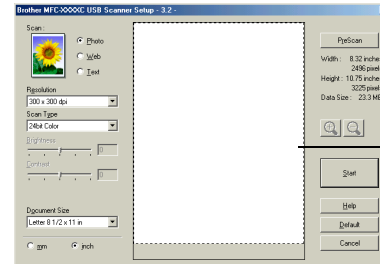 Brother MFC-XXXXC USB Scanner Setup - 3.2 -
Scan :
Photo
Web
Text
Resolution
300 x 300 dpi
Scan Type
24bit Color
Brightness
0
Contrast
0
Document Size
Letter 8 1/2 x 11 in
mm
inch
PreScan
Width : 8.32 inche
2496 pixel
Height : 10.75 inche
3225 pixel
Data Size : 23.3 MB
Start
Help
Default
Cancel